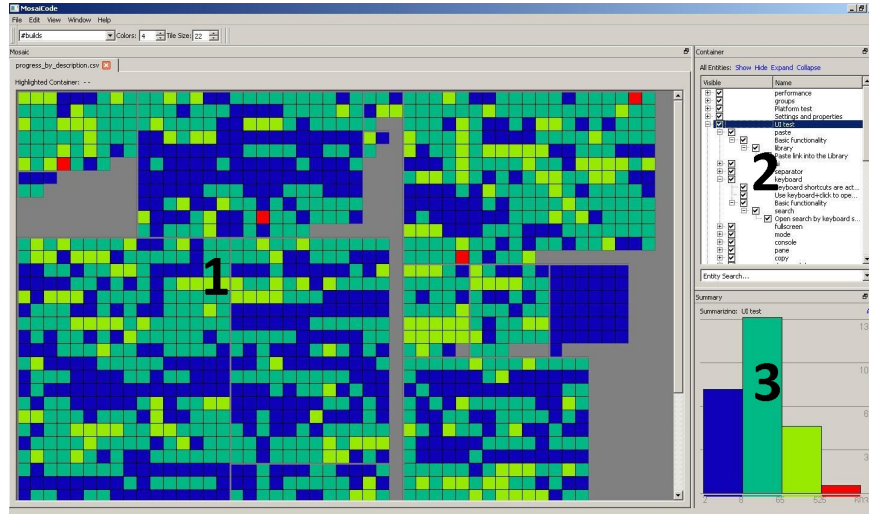 MosaiCode
File Edit View Window Help
#builds Colors: 4 Tile Size: 22
Mosaic
progress_by_description.csv
Highlighted Container: --
1
Container
All Entities: Show Hide Expand Collapse
Visible Name
performance
groups
Platform test
Settings and properties
UI test
paste
Basic functionality
library
Paste link into the Library
separator
keyboard
keyboard shortcuts are act...
Use keyboard+click to ope...
Basic functionality
search
Open search by keyboard s...
fullscreen
mode
console
pane
copy
2
Entity Search...
Summary
Summarizing: UI test
3
13
10
6
3
2 8 65 525